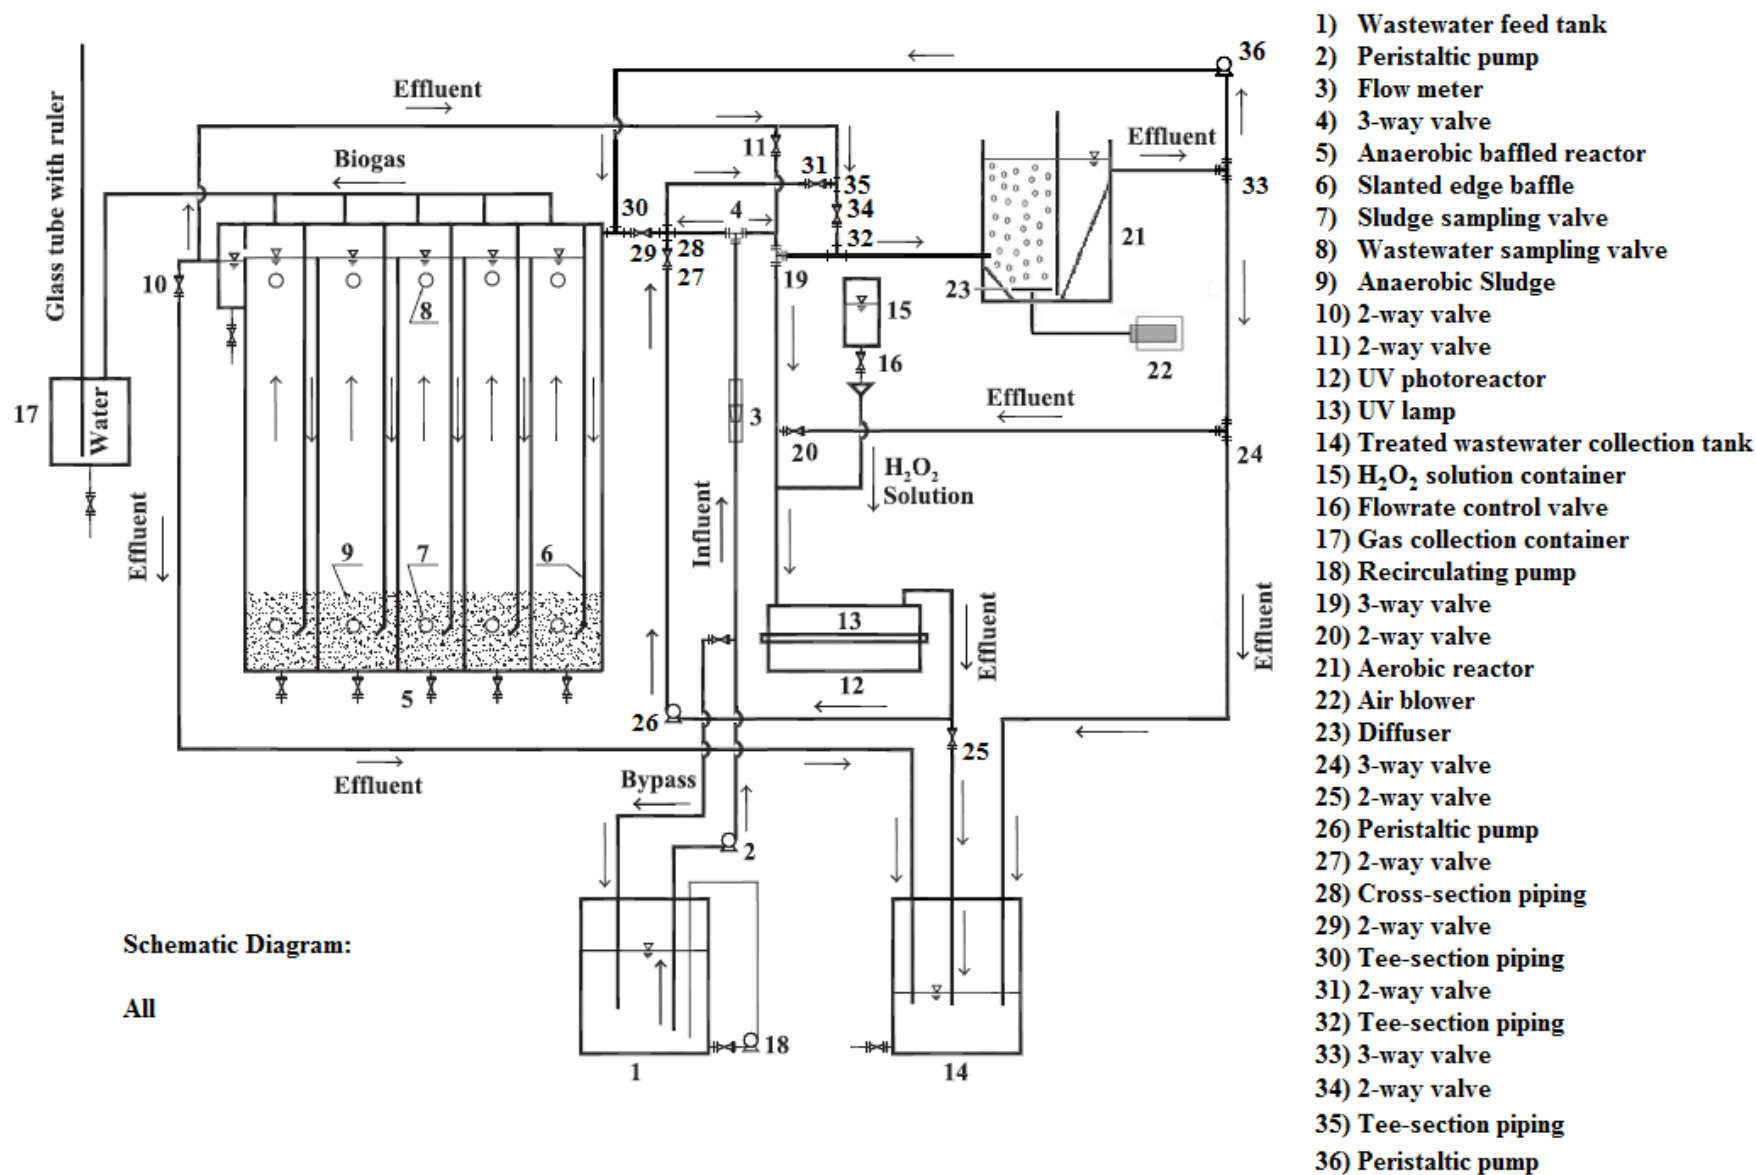 36
Effluent
Glass tube with ruler
Biogas
11
31
35
34
Effluent
33
30
4
32
21
29
28
27
19
10
8
15
23
16
22
17
Water
3
Effluent
20
24
H₂O₂
Solution
Effluent
Influent
9
7
6
13
Effluent
Effluent
5
12
26
25
Effluent
Bypass
2
Schematic Diagram:
All
18
1
14
1) Wastewater feed tank
2) Peristaltic pump
3) Flow meter
4) 3-way valve
5) Anaerobic baffled reactor
6) Slanted edge baffle
7) Sludge sampling valve
8) Wastewater sampling valve
9) Anaerobic Sludge
10) 2-way valve
11) 2-way valve
12) UV photoreactor
13) UV lamp
14) Treated wastewater collection tank
15) H₂O₂ solution container
16) Flowrate control valve
17) Gas collection container
18) Recirculating pump
19) 3-way valve
20) 2-way valve
21) Aerobic reactor
22) Air blower
23) Diffuser
24) 3-way valve
25) 2-way valve
26) Peristaltic pump
27) 2-way valve
28) Cross-section piping
29) 2-way valve
30) Tee-section piping
31) 2-way valve
32) Tee-section piping
33) 3-way valve
34) 2-way valve
35) Tee-section piping
36) Peristaltic pump